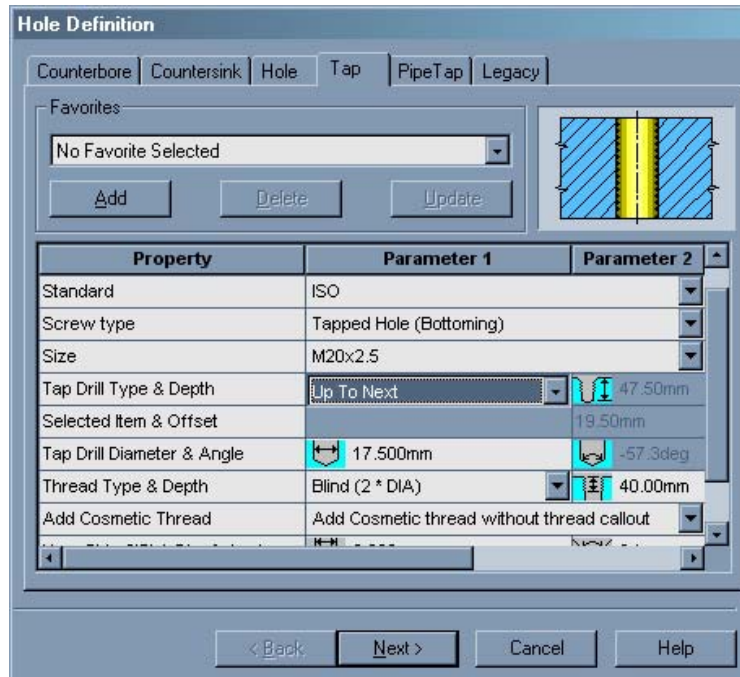 Hole Definition
Counterbore Countersink Hole Tap PipeTap Legacy
Favorites
No Favorite Selected
Add Delete Update
Property Parameter 1 Parameter 2
Standard ISO
Screw type Tapped Hole (Bottoming)
Size M20x2.5
Tap Drill Type & Depth Up To Next 47.50mm
Selected Item & Offset 19.50mm
Tap Drill Diameter & Angle 17.500mm -57.3deg
Thread Type & Depth Blind (2 * DIA) 40.00mm
Add Cosmetic Thread Add Cosmetic thread without thread callout
< Back Next > Cancel Help